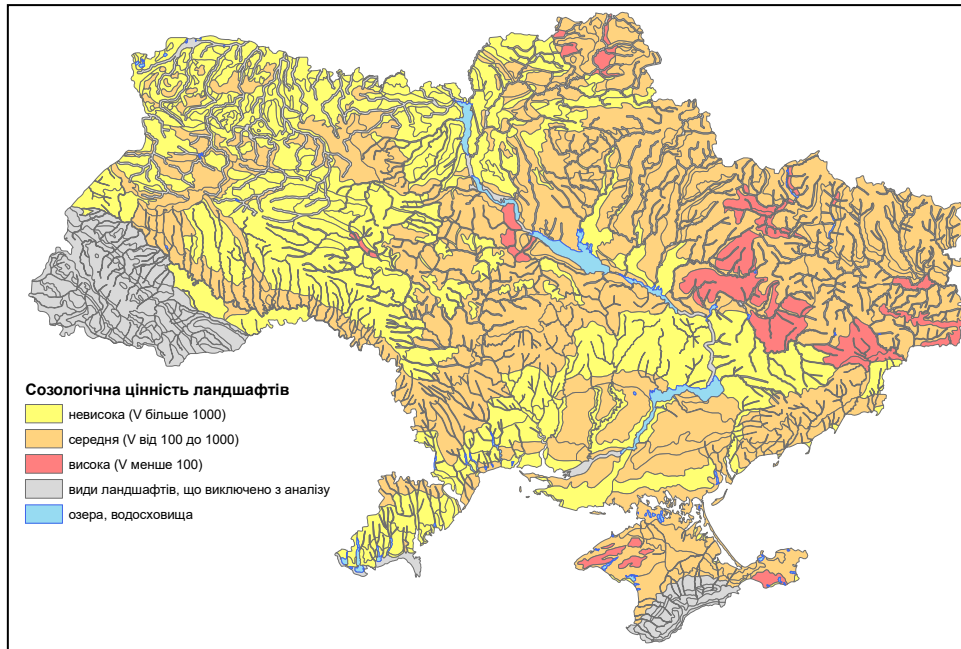 Созологічна цінність ландшафтів
невисока (V більше 1000)
середня (V від 100 до 1000)
висока (V менше 100)
види ландшафтів, що виключено з аналізу
озера, водосховища